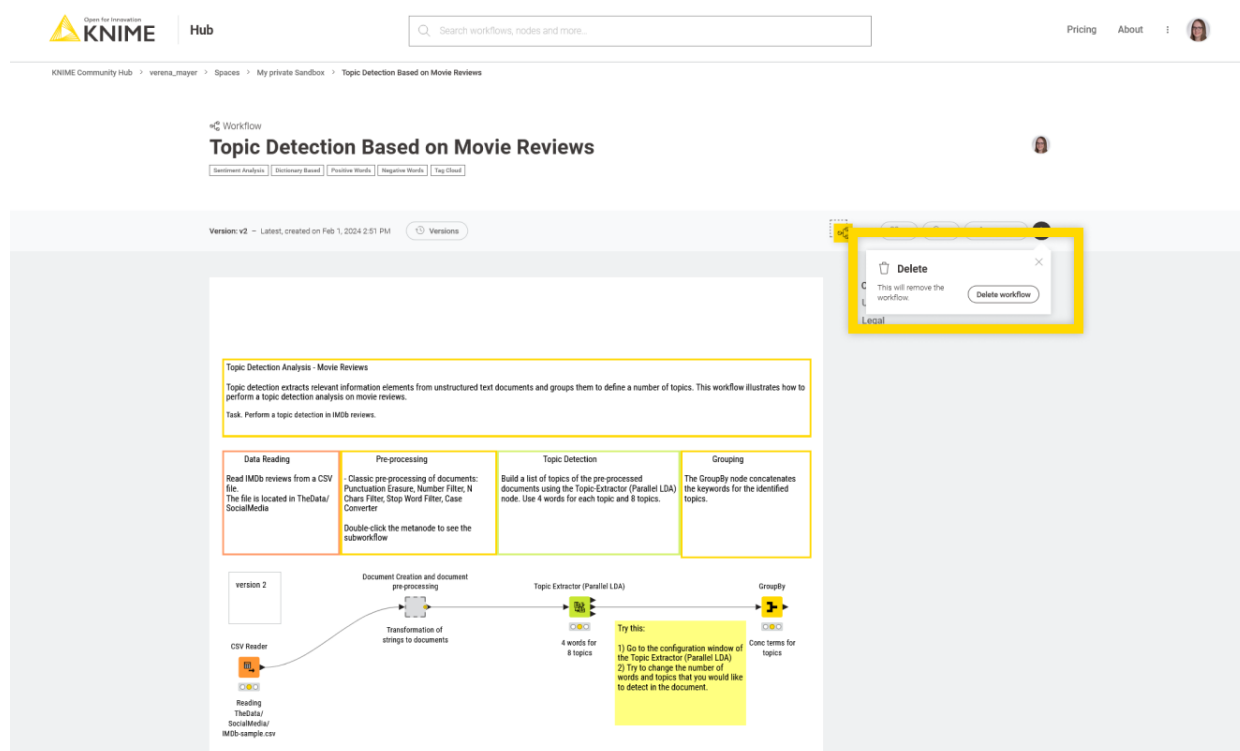 Open for Innovation
KNIME
Hub
Search workflows, nodes and more...
Pricing
About
KNIME Community Hub > verena_mayer > Spaces > My private Sandbox > Topic Detection Based on Movie Reviews
Workflow
Topic Detection Based on Movie Reviews
Sentiment Analysis
Dictionary Based
Positive Words
Negative Words
Tag Cloud
Version: v2 – Latest, created on Feb 1, 2024 2:51 PM
Versions
Delete
This will remove the
workflow.
Delete workflow
Legal
Topic Detection Analysis - Movie Reviews
Topic detection extracts relevant information elements from unstructured text documents and groups them to define a number of topics. This workflow illustrates how to
perform a topic detection analysis on movie reviews.
Task. Perform a topic detection in IMDb reviews.
Data Reading
Read IMDb reviews from a CSV
file.
The file is located in TheData/
SocialMedia
Pre-processing
- Classic pre-processing of documents:
Punctuation Erasure, Number Filter, N
Chars Filter, Stop Word Filter, Case
Converter
Double-click the metanode to see the
subworkflow
Topic Detection
Build a list of topics of the pre-processed
documents using the Topic-Extractor (Parallel LDA)
node. Use 4 words for each topic and 8 topics.
Grouping
The GroupBy node concatenates
the keywords for the identified
topics.
version 2
Document Creation and document
pre-processing
Transformation of
strings to documents
Topic Extractor (Parallel LDA)
4 words for
8 topics
GroupBy
Conc terms for
topics
Try this:
1) Go to the configuration window of
the Topic Extractor (Parallel LDA)
2) Try to change the number of
words and topics that you would like
to detect in the document.
CSV Reader
Reading
TheData/
SocialMedia/
IMDb-sample.csv